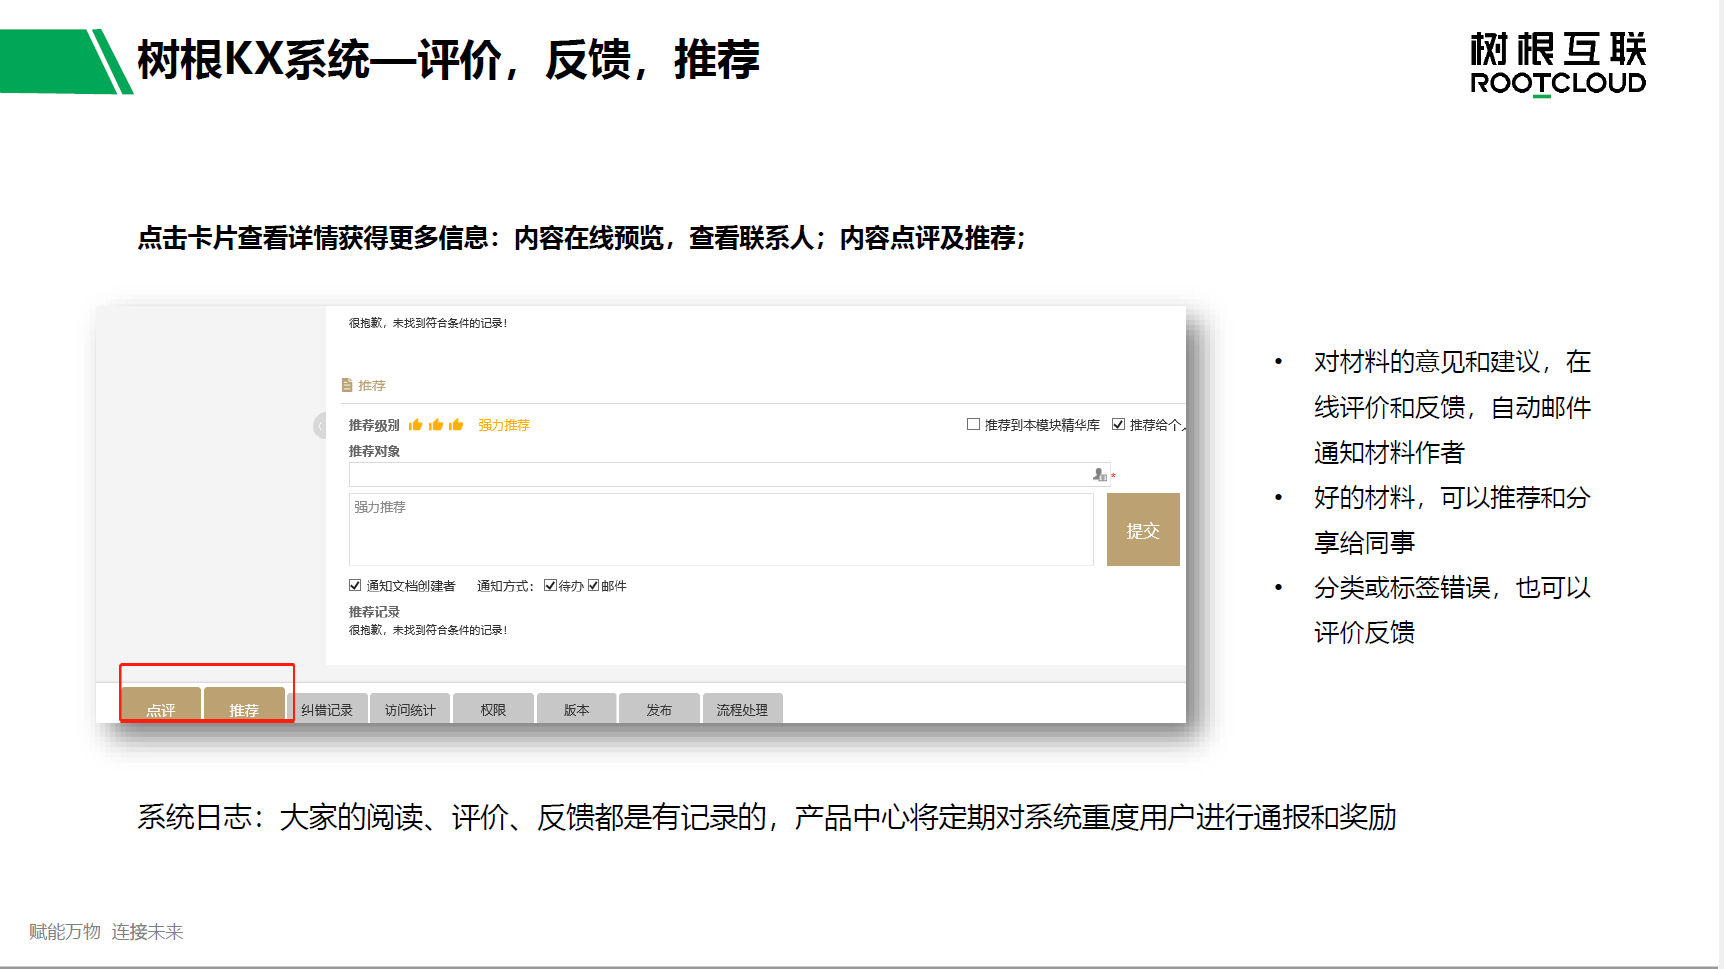 树根KX系统—评价，反馈，推荐
树根互联
ROOTCLOUD
点击卡片查看详情获得更多信息：内容在线预览，查看联系人；内容点评及推荐；
很抱歉，未找到符合条件的记录！
推荐
推荐级别 强力推荐 推荐到本模块精华库 推荐给个
推荐对象
*
强力推荐
提交
通知文档创建者 通知方式： 待办 邮件
推荐记录
很抱歉，未找到符合条件的记录！
点评 推荐 纠错记录 访问统计 权限 版本 发布 流程处理
• 对材料的意见和建议，在
线评价和反馈，自动邮件
通知材料作者
• 好的材料，可以推荐和分
享给同事
• 分类或标签错误，也可以
评价反馈
系统日志：大家的阅读、评价、反馈都是有记录的，产品中心将定期对系统重度用户进行通报和奖励
赋能万物 连接未来